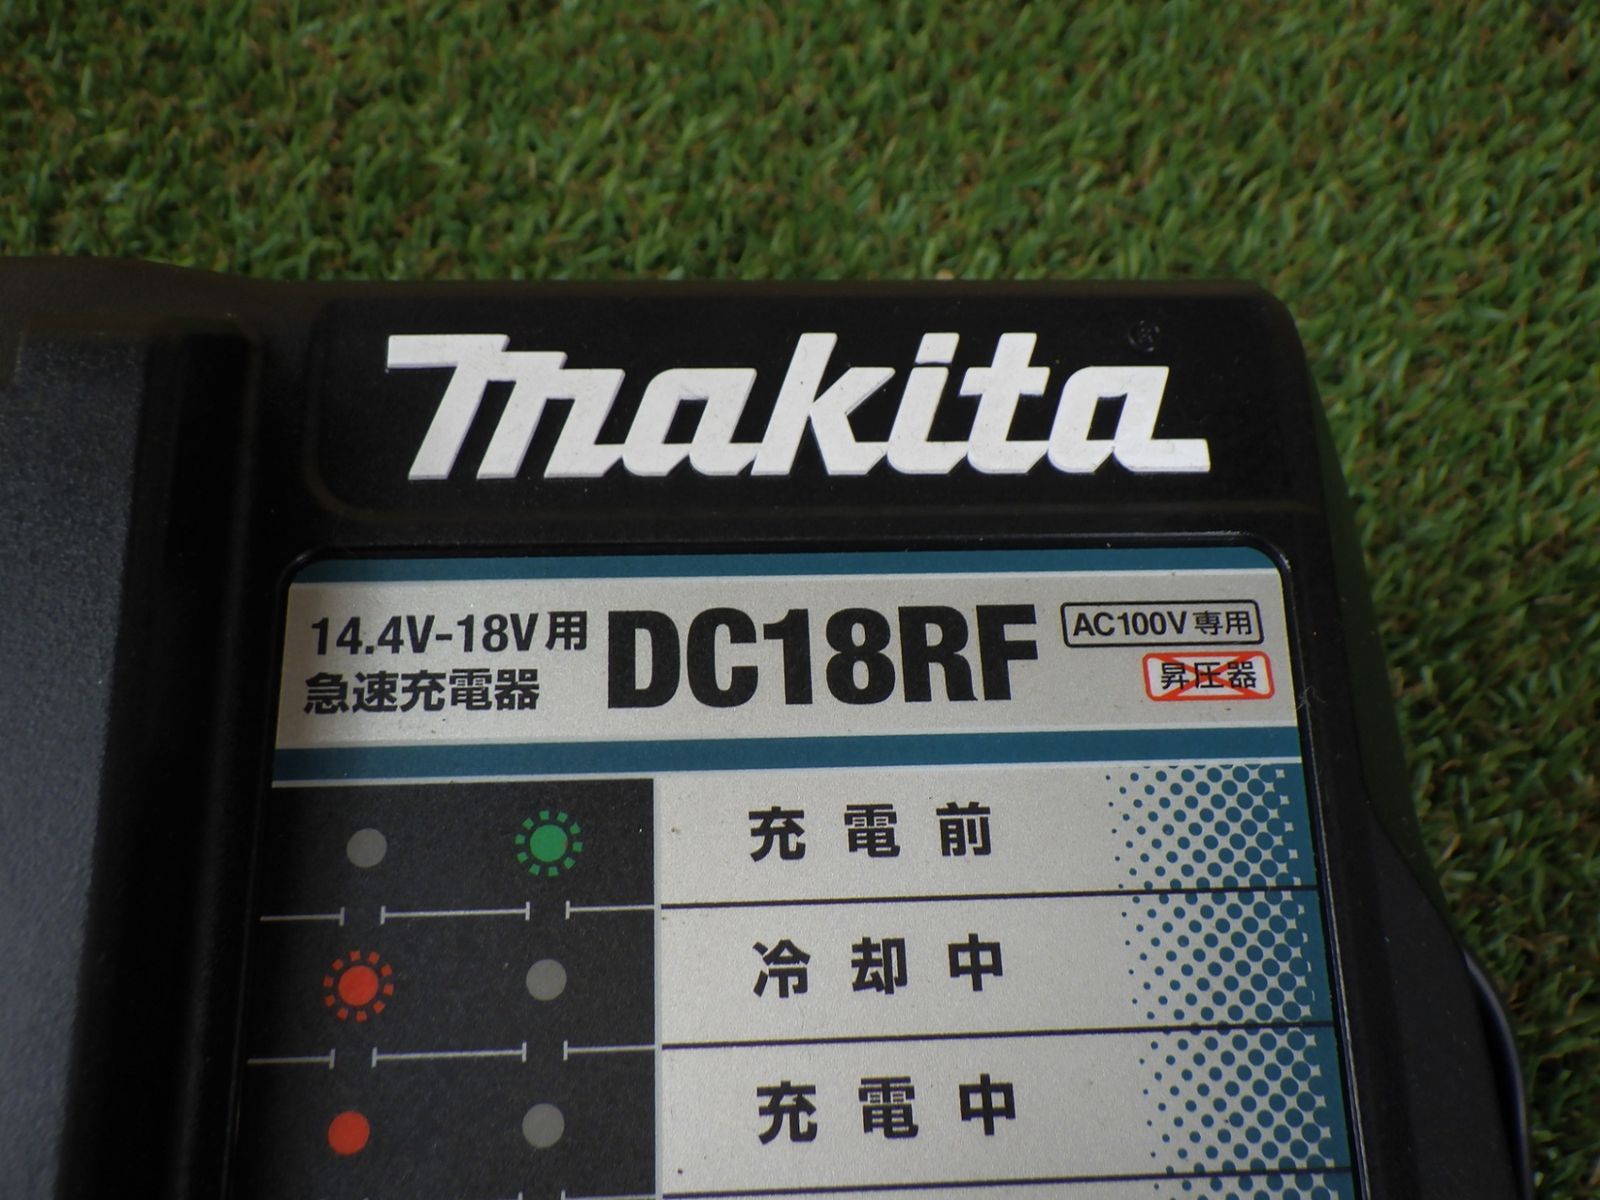 makita®
14.4V-18V用
急速充電器
DC18RF
AC100V専用
昇圧器
充電前
冷却中
充電中